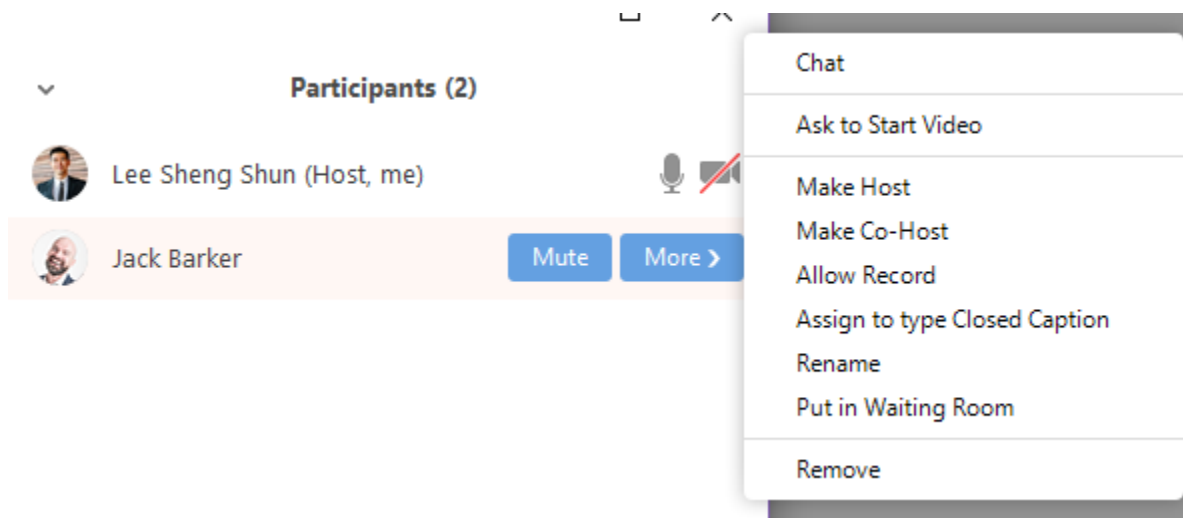 Participants (2)
Lee Sheng Shun (Host, me)
Jack Barker
Mute
More ❯
Chat
Ask to Start Video
Make Host
Make Co-Host
Allow Record
Assign to type Closed Caption
Rename
Put in Waiting Room
Remove